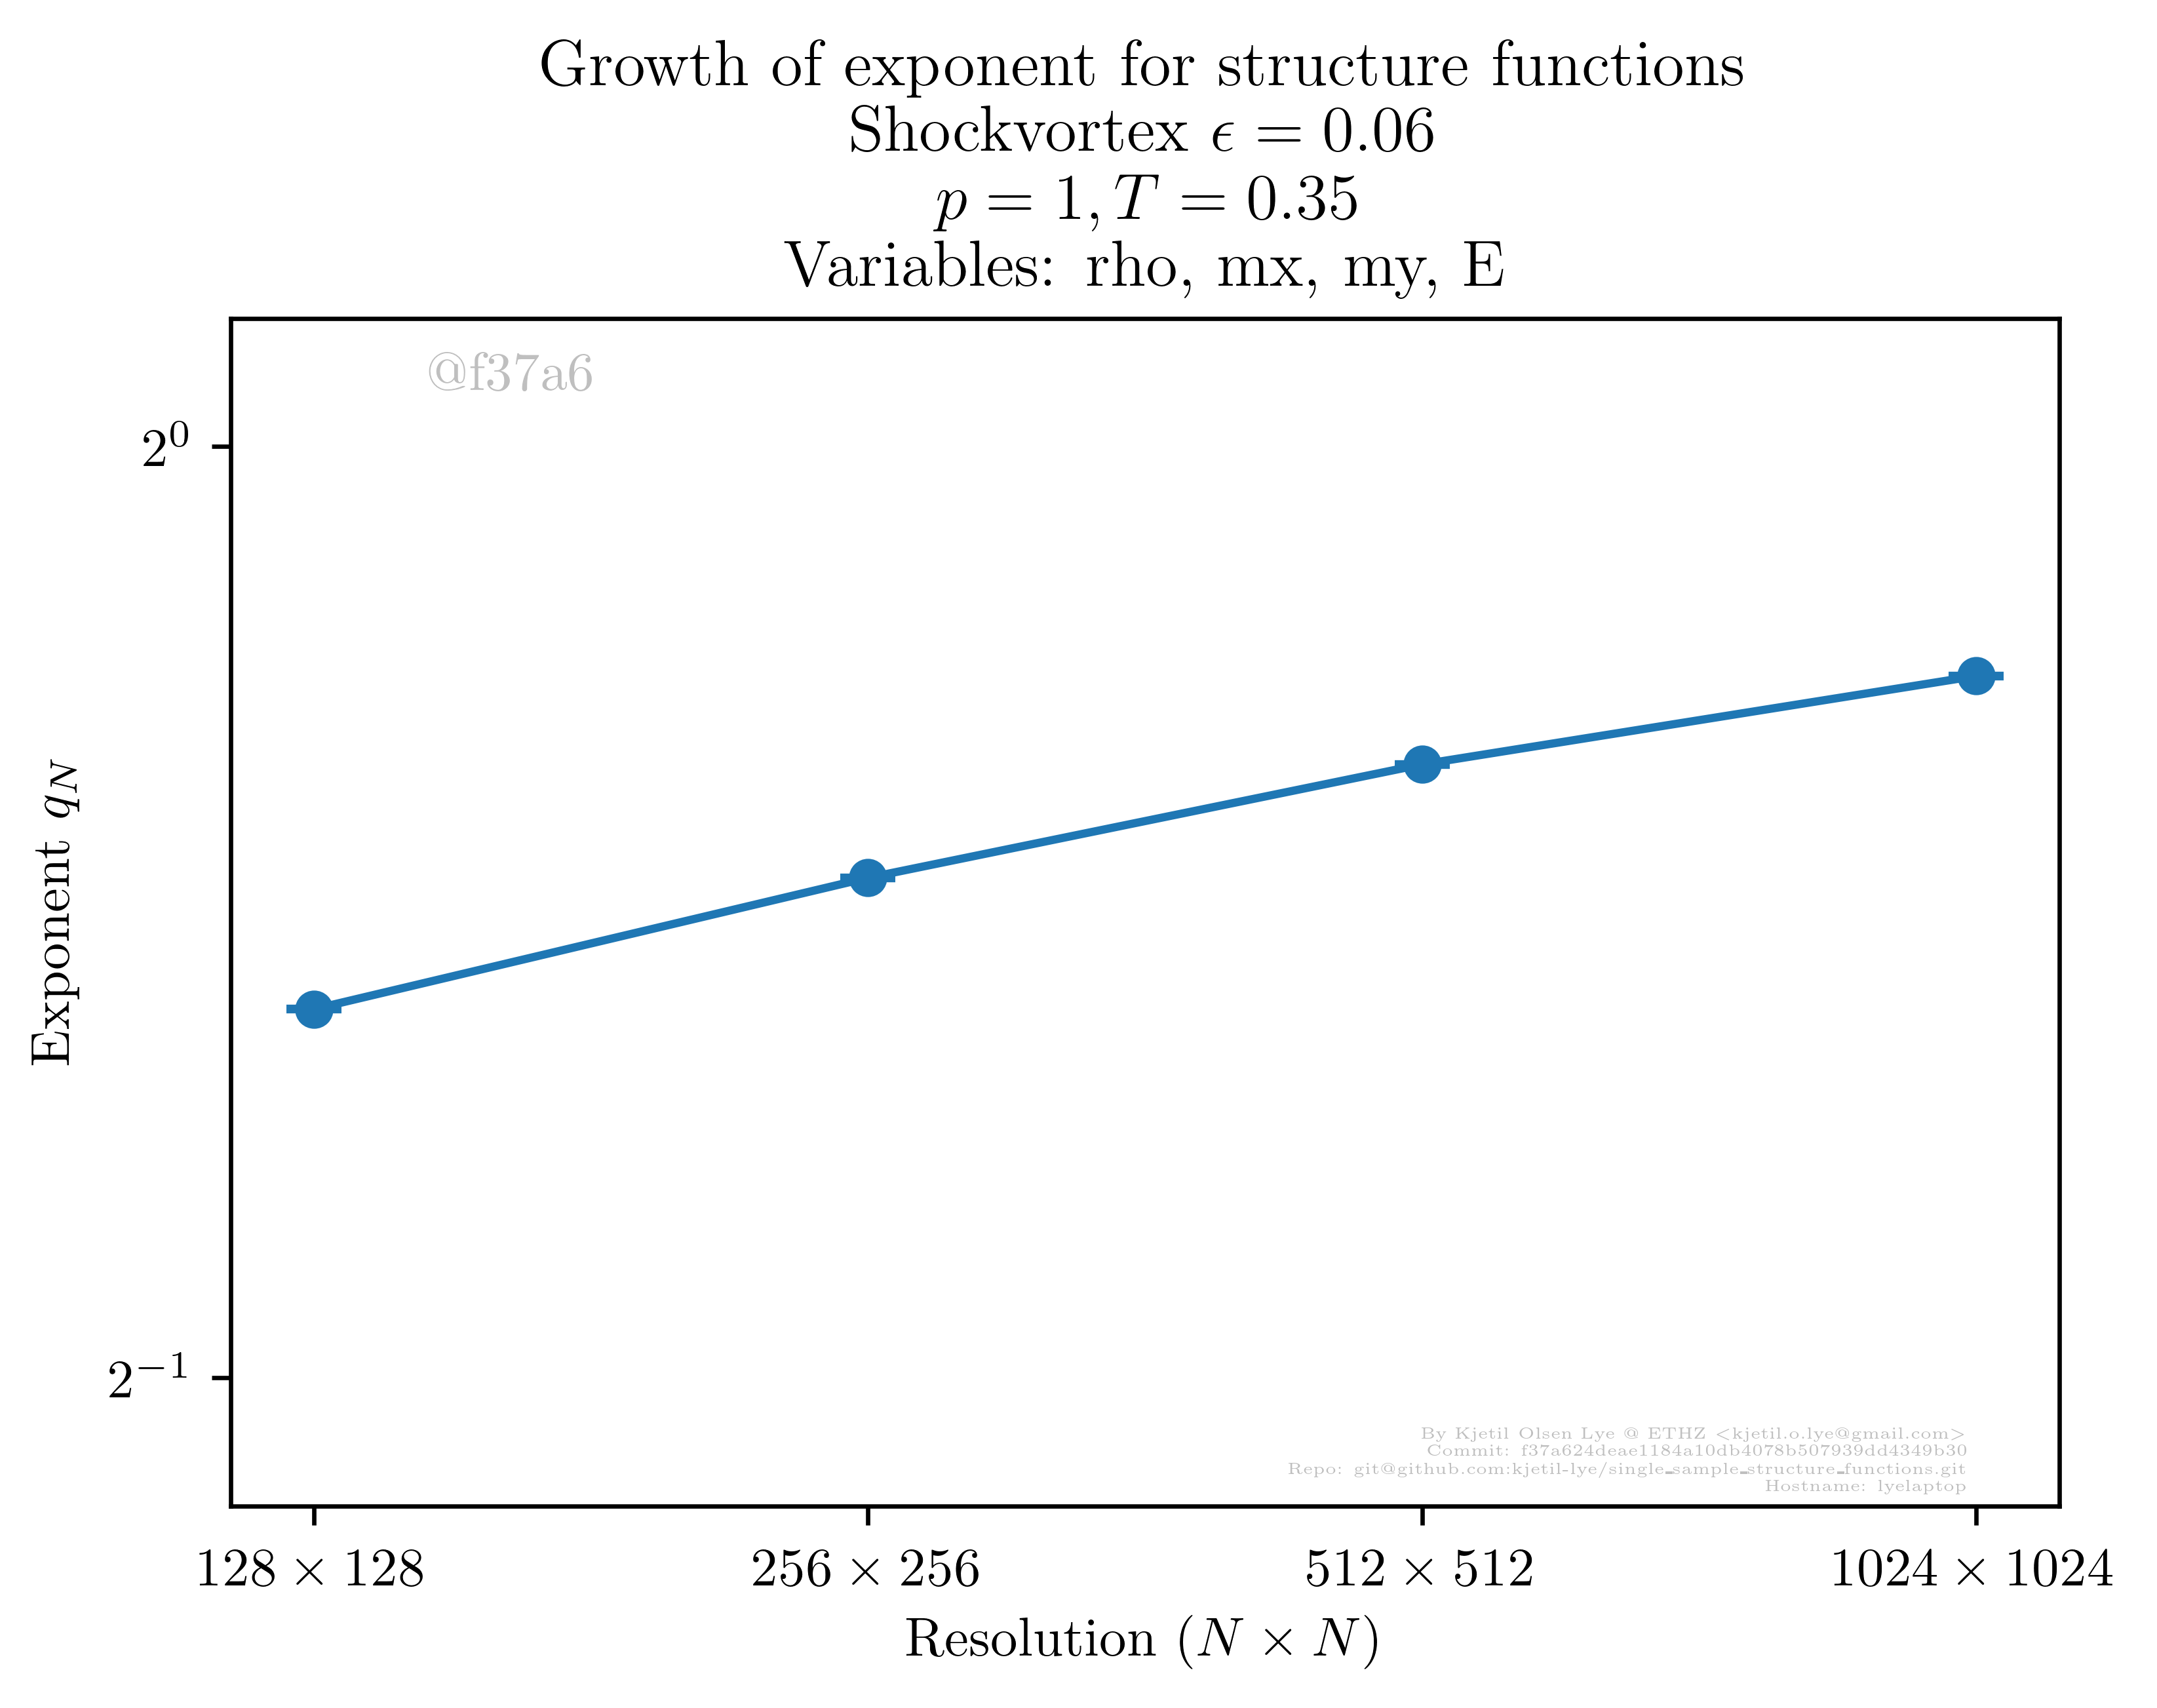 Growth of exponent for structure functions
Shockvortex ϵ = 0.06
p = 1, T = 0.35
Variables: rho, mx, my, E
@f37a6
2⁰
Exponent q_N
2⁻¹
By Kjetil Olsen Lye @ ETHZ <kjetil.o.lye@gmail.com>
Commit: f37a624deae1184a10db4078b507939dd4349b30
Repo: git@github.com:kjetil-lye/single_sample_structure_functions.git
Hostname: lyelaptop
128 × 128 256 × 256 512 × 512 1024 × 1024
Resolution (N × N)